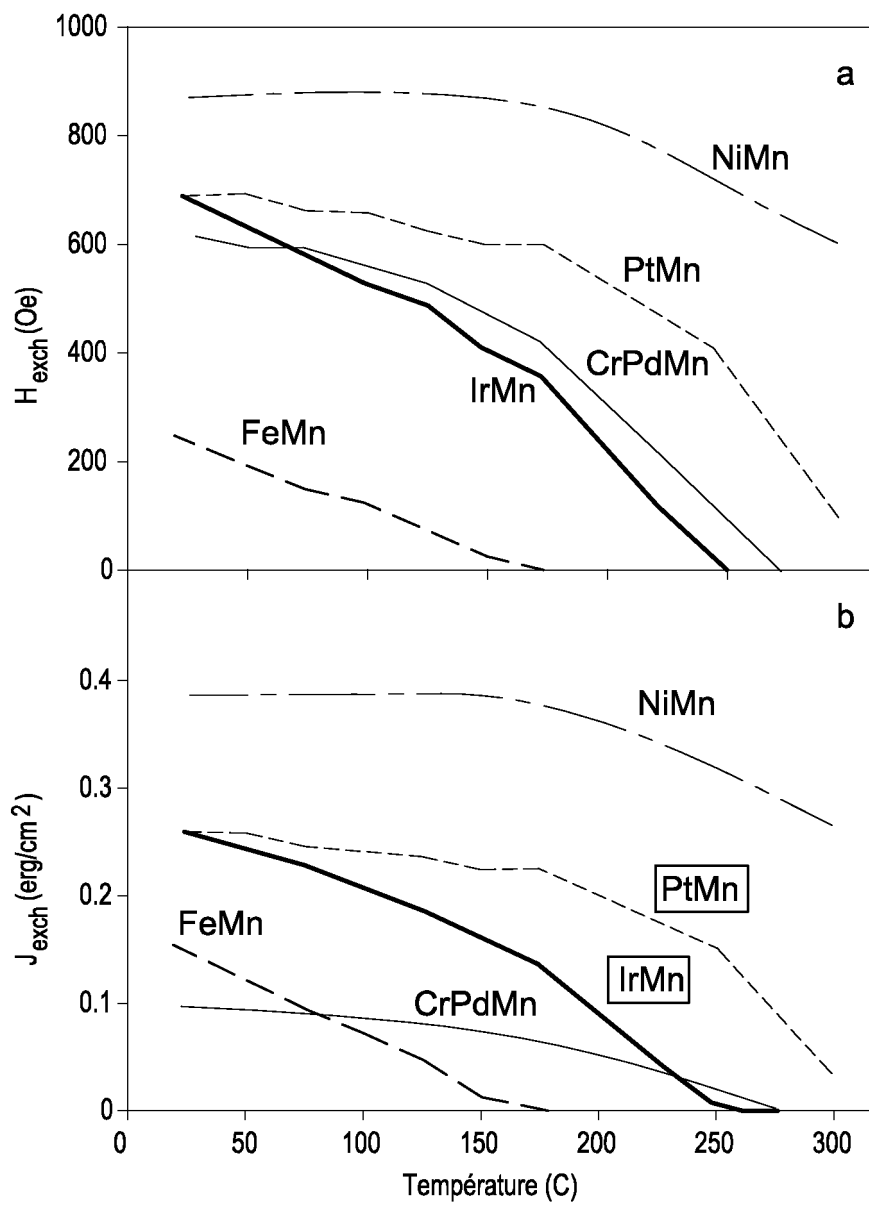 1000
a
800
NiMn
600
PtMn
H_exch (Oe)
400
CrPdMn
IrMn
FeMn
200
0
b
0.4
NiMn
0.3
J_exch (erg/cm²)
0.2
PtMn
FeMn
IrMn
0.1
CrPdMn
0
0 50 100 150 200 250 300
Température (C)